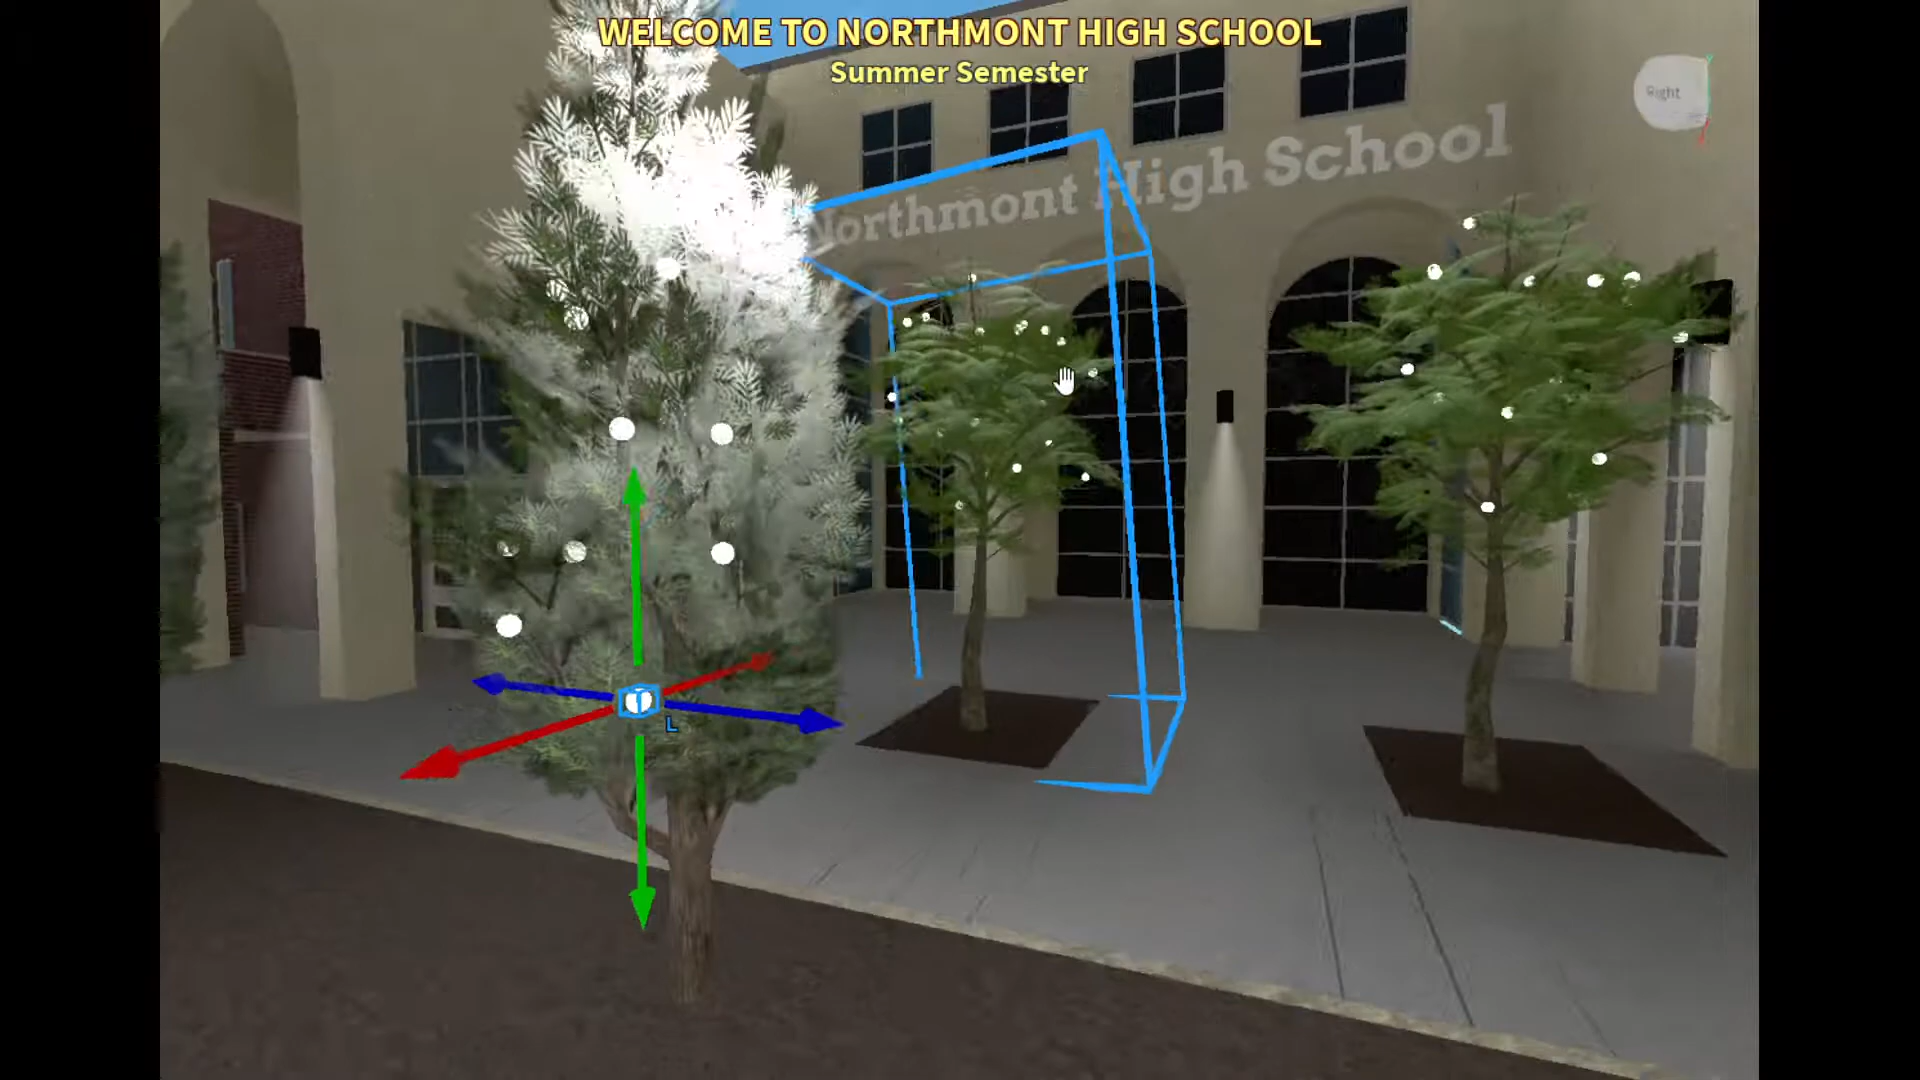 WELCOME TO NORTHMONT HIGH SCHOOL
Summer Semester
Right
Northmont High School
L